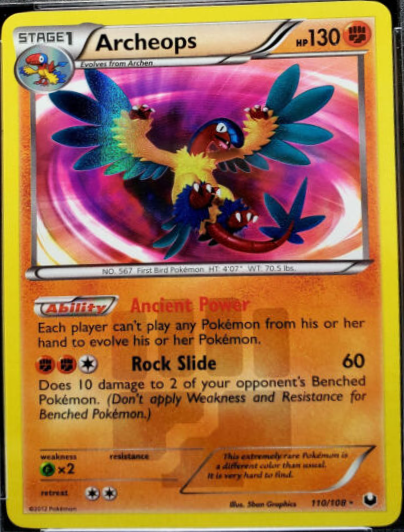 STAGE1 Archeops HP130
Evolves from Archen
NO. 567 First Bird Pokémon HT: 4'07" WT: 70.5 lbs.
Ability Ancient Power
Each player can't play any Pokémon from his or her
hand to evolve his or her Pokémon.
Rock Slide 60
Does 10 damage to 2 of your opponent's Benched
Pokémon. (Don't apply Weakness and Resistance for
Benched Pokémon.)
weakness resistance
×2
This extremely rare Pokémon is
a different color than usual.
It is very hard to find.
retreat
Illus. 5ban Graphics 110/108
©2012 Pokémon